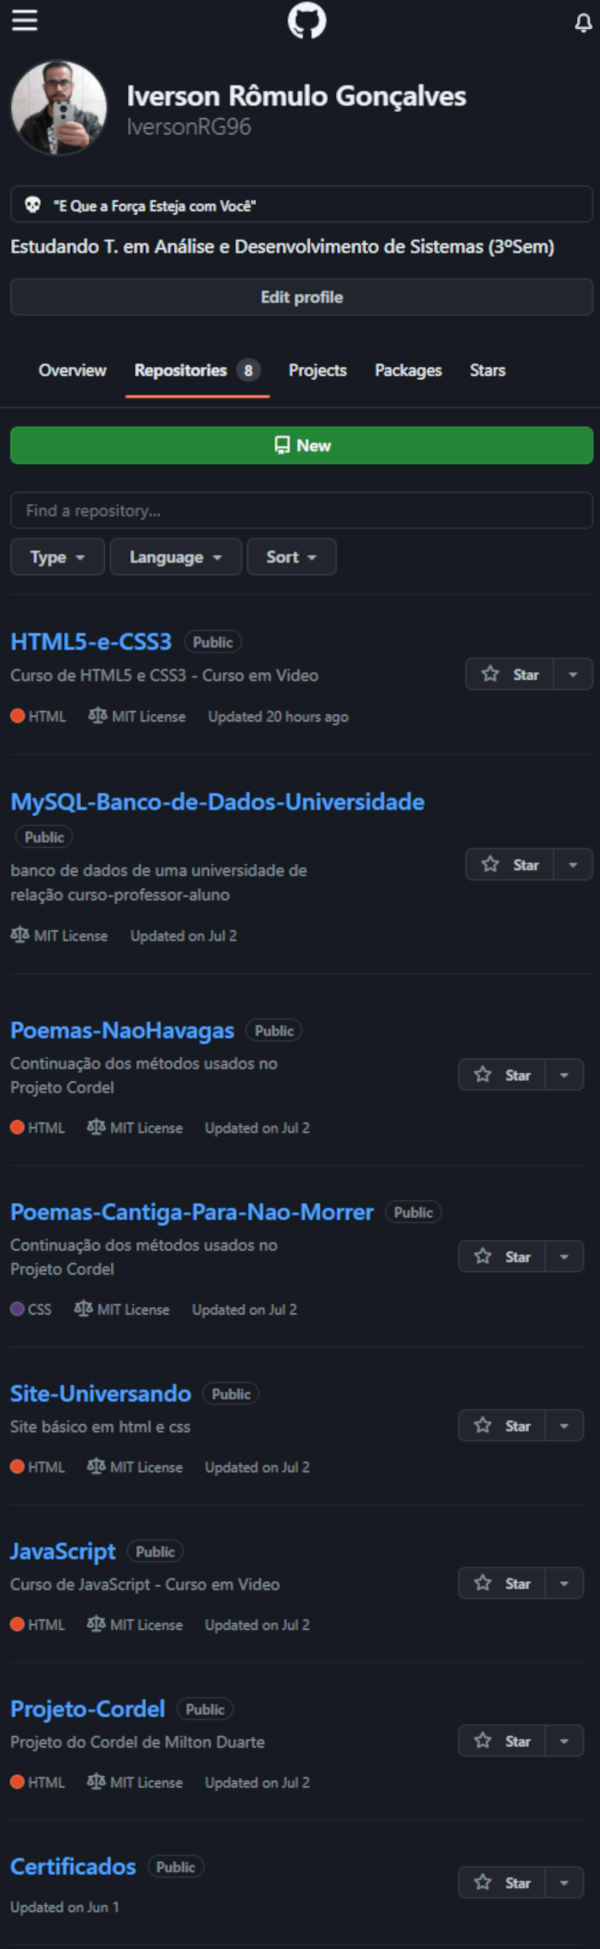 Iverson Rômulo Gonçalves
IversonRG96
"E Que a Força Esteja com Você"
Estudando T. em Análise e Desenvolvimento de Sistemas (3ºSem)
Edit profile
Overview Repositories 8 Projects Packages Stars
New
Find a repository...
Type Language Sort
HTML5-e-CSS3 Public
Curso de HTML5 e CSS3 - Curso em Video
Star
HTML MIT License Updated 20 hours ago
MySQL-Banco-de-Dados-Universidade
Public
Star
banco de dados de uma universidade de
relação curso-professor-aluno
MIT License Updated on Jul 2
Poemas-NaoHavagas Public
Continuação dos métodos usados no
Star
Projeto Cordel
HTML MIT License Updated on Jul 2
Poemas-Cantiga-Para-Nao-Morrer Public
Continuação dos métodos usados no
Star
Projeto Cordel
CSS MIT License Updated on Jul 2
Site-Universando Public
Site básico em html e css
Star
HTML MIT License Updated on Jul 2
JavaScript Public
Curso de JavaScript - Curso em Video
Star
HTML MIT License Updated on Jul 2
Projeto-Cordel Public
Projeto do Cordel de Milton Duarte
Star
HTML MIT License Updated on Jul 2
Certificados Public
Star
Updated on Jun 1